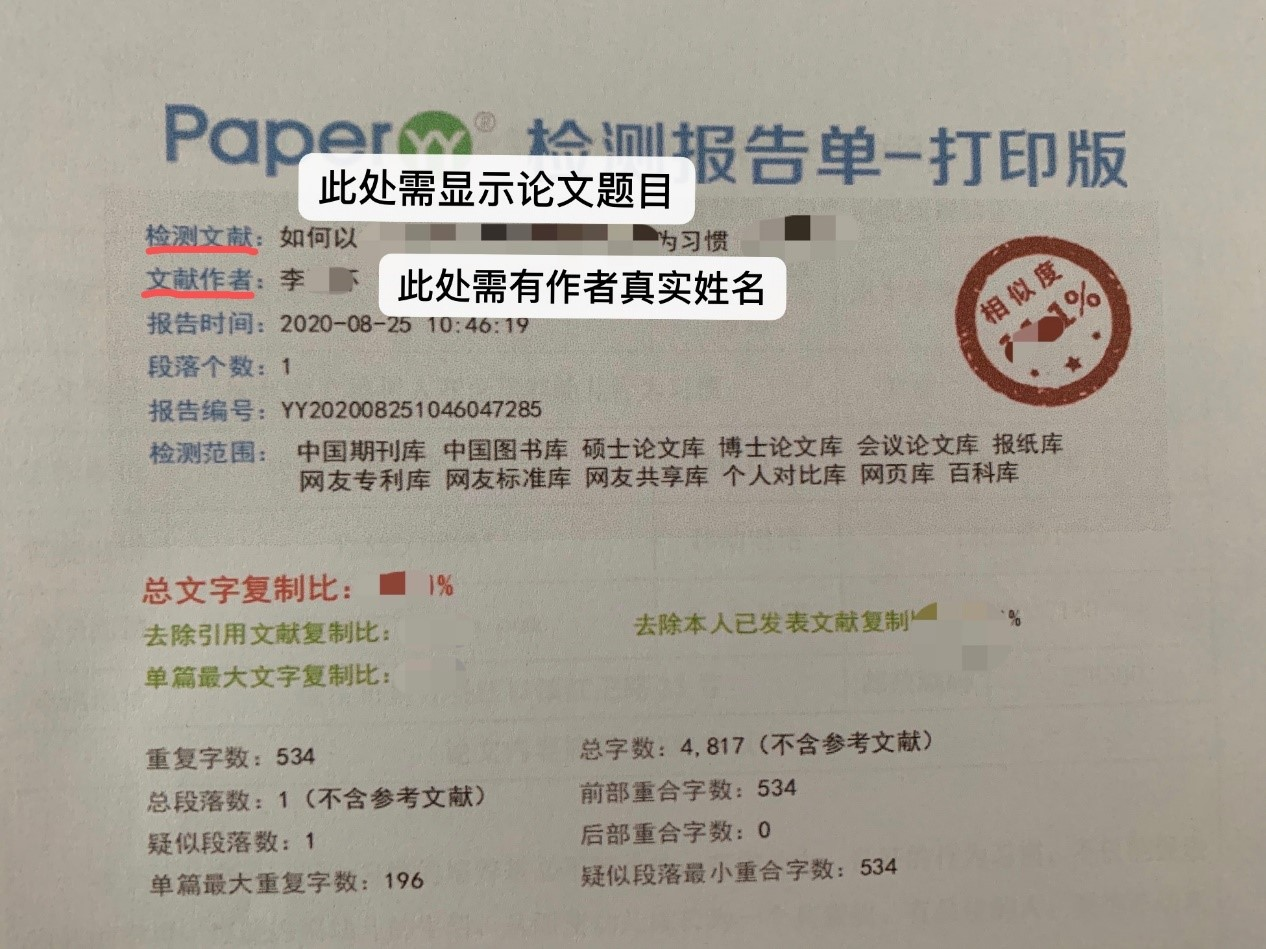 PaperYY® 检测报告单-打印版
此处需显示论文题目
检测文献：如何以 为习惯
文献作者：李
此处需有作者真实姓名
报告时间：2020-08-25 10:46:19
段落个数：1
报告编号：YY202008251046047285
检测范围：中国期刊库 中国图书库 硕士论文库 博士论文库 会议论文库 报纸库
网友专利库 网友标准库 网友共享库 个人对比库 网页库 百科库
相似度
1%
总文字复制比： %
去除引用文献复制比：
去除本人已发表文献复制 %
单篇最大文字复制比：
重复字数：534
总字数：4,817（不含参考文献）
总段落数：1（不含参考文献）
前部重合字数：534
疑似段落数：1
后部重合字数：0
单篇最大重复字数：196
疑似段落最小重合字数：534